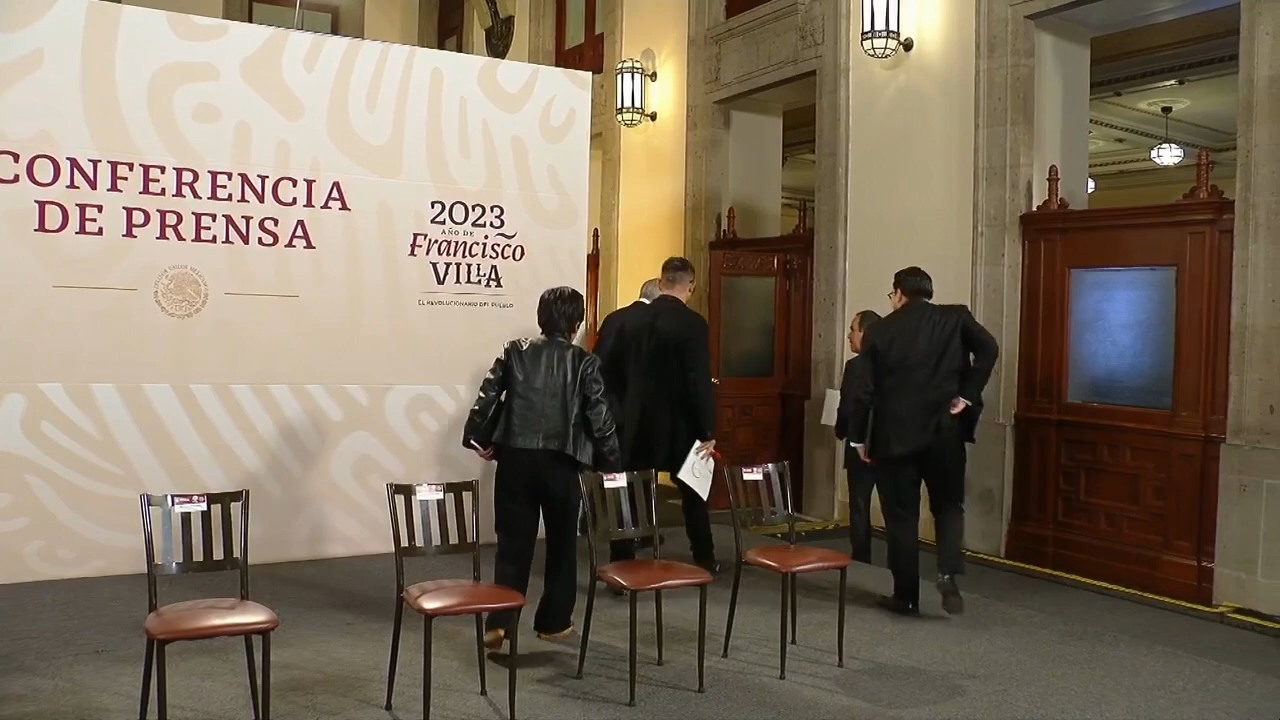 CONFERENCIA
DE PRENSA
2023
AÑO DE
Francisco
VILLA
EL REVOLUCIONARIO DEL PUEBLO